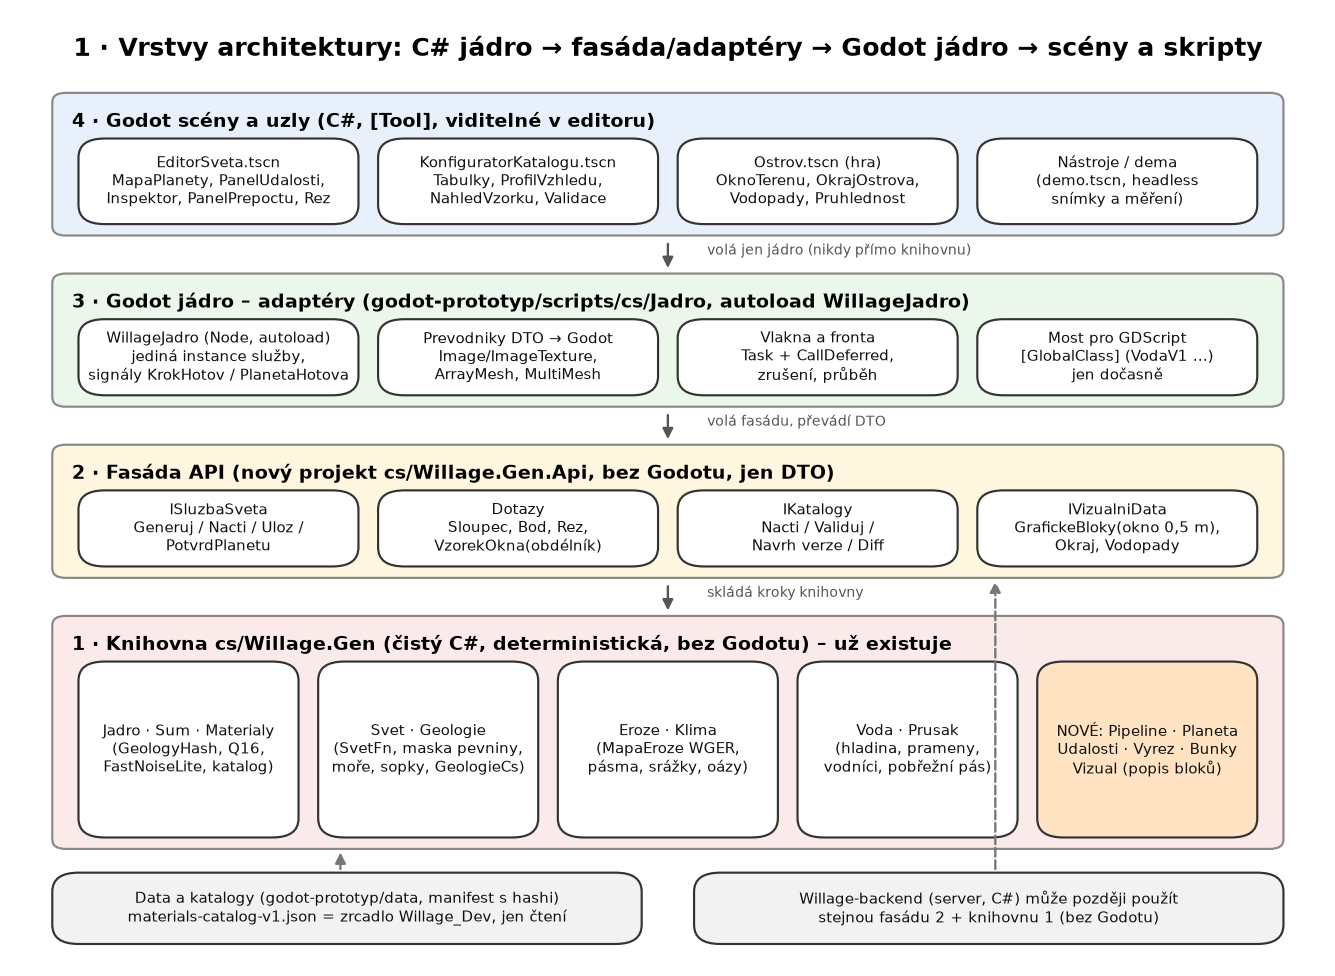 1 · Vrstvy architektury: C# jádro → fasáda/adaptéry → Godot jádro → scény a skripty
4 · Godot scény a uzly (C#, [Tool], viditelné v editoru)
EditorSveta.tscn
MapaPlanety, PanelUdalosti,
Inspektor, PanelPrepoctu, Rez
KonfiguratorKatalogu.tscn
Tabulky, ProfilVzhledu,
NahledVzorku, Validace
Ostrov.tscn (hra)
OknoTerenu, OkrajOstrova,
Vodopady, Pruhlednost
Nástroje / dema
(demo.tscn, headless
snímky a měření)
volá jen jádro (nikdy přímo knihovnu)
3 · Godot jádro – adaptéry (godot-prototyp/scripts/cs/Jadro, autoload WillageJadro)
WillageJadro (Node, autoload)
jediná instance služby,
signály KrokHotov / PlanetaHotova
Prevodniky DTO → Godot
Image/ImageTexture,
ArrayMesh, MultiMesh
Vlakna a fronta
Task + CallDeferred,
zrušení, průběh
Most pro GDScript
[GlobalClass] (VodaV1 ...)
jen dočasně
volá fasádu, převádí DTO
2 · Fasáda API (nový projekt cs/Willage.Gen.Api, bez Godotu, jen DTO)
ISluzbaSveta
Generuj / Nacti / Uloz /
PotvrdPlanetu
Dotazy
Sloupec, Bod, Rez,
VzorekOkna(obdélník)
IKatalogy
Nacti / Validuj /
Navrh verze / Diff
IVizualniData
GrafickeBloky(okno 0,5 m),
Okraj, Vodopady
skládá kroky knihovny
1 · Knihovna cs/Willage.Gen (čistý C#, deterministická, bez Godotu) – už existuje
Jadro · Sum · Materialy
(GeologyHash, Q16,
FastNoiseLite, katalog)
Svet · Geologie
(SvetFn, maska pevniny,
moře, sopky, GeologieCs)
Eroze · Klima
(MapaEroze WGER,
pásma, srážky, oázy)
Voda · Prusak
(hladina, prameny,
vodníci, pobřežní pás)
NOVÉ: Pipeline · Planeta
Udalosti · Vyrez · Bunky
Vizual (popis bloků)
Data a katalogy (godot-prototyp/data, manifest s hashi)
materials-catalog-v1.json = zrcadlo Willage_Dev, jen čtení
Willage-backend (server, C#) může později použít
stejnou fasádu 2 + knihovnu 1 (bez Godotu)